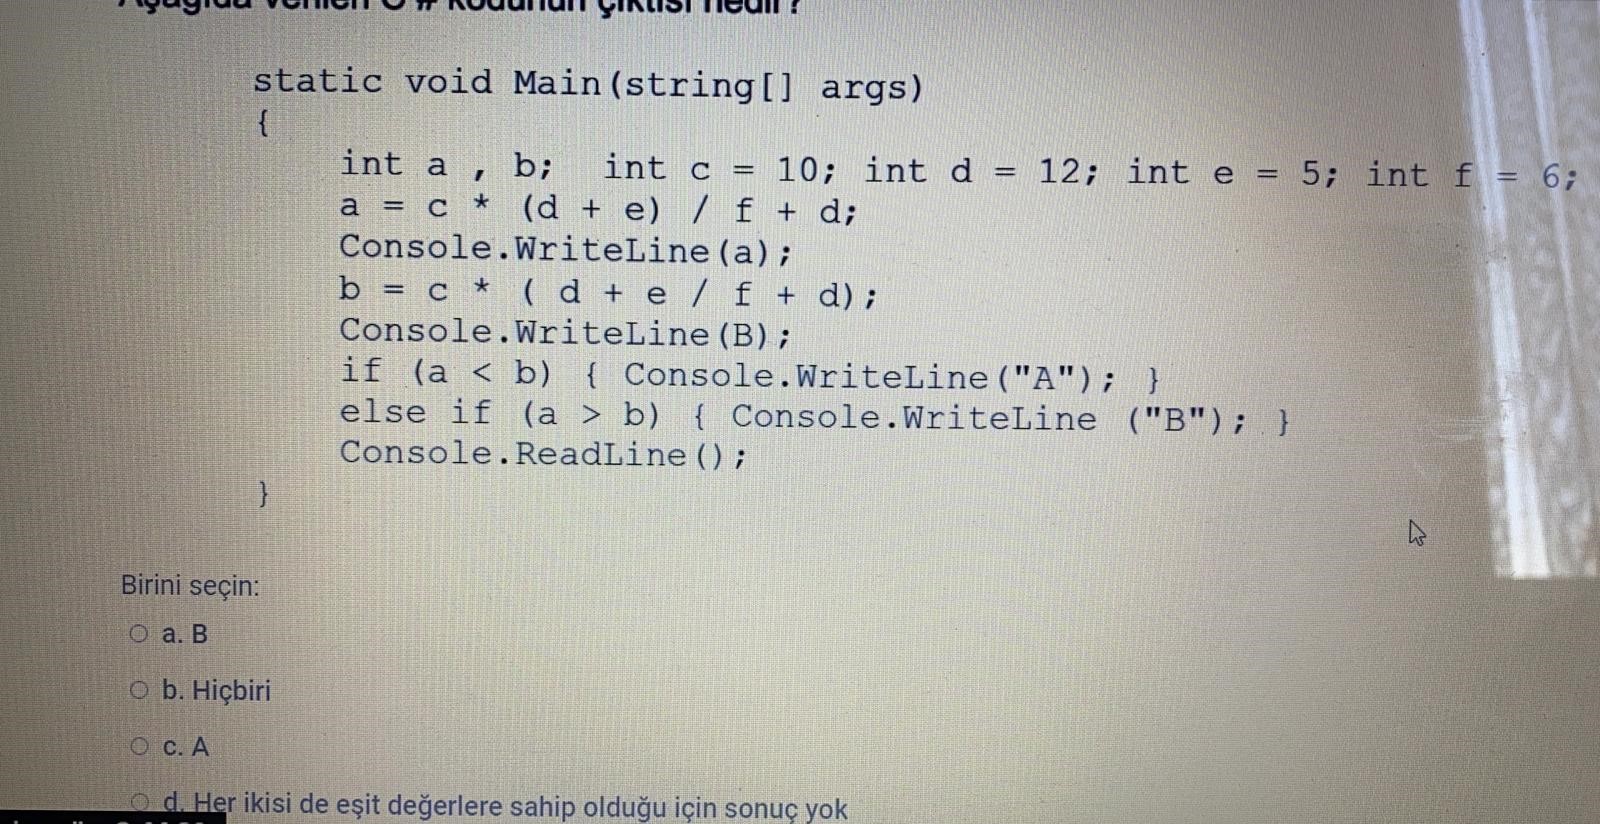 Aşağıda verilen C # kodunun çıktısı nedir?
static void Main(string[] args)
{
int a , b; int c = 10; int d = 12; int e = 5; int f = 6;
a = c * (d + e) / f + d;
Console.WriteLine(a);
b = c * ( d + e / f + d);
Console.WriteLine(B);
if (a < b) { Console.WriteLine("A"); }
else if (a > b) { Console.WriteLine ("B"); }
Console.ReadLine();
}
Birini seçin:
a. B
b. Hiçbiri
c. A
d. Her ikisi de eşit değerlere sahip olduğu için sonuç yok